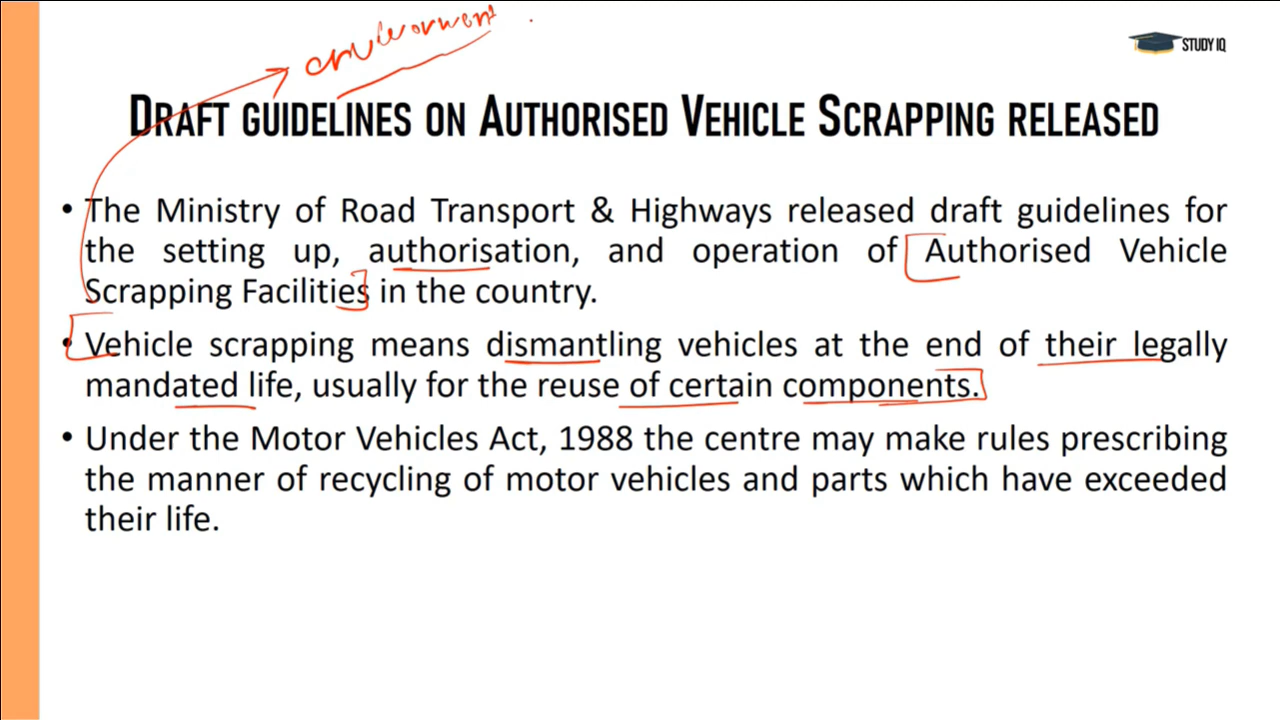 environment
STUDY IQ
DRAFT GUIDELINES ON AUTHORISED VEHICLE SCRAPPING RELEASED
• The Ministry of Road Transport & Highways released draft guidelines for
the setting up, authorisation, and operation of Authorised Vehicle
Scrapping Facilities in the country.
• Vehicle scrapping means dismantling vehicles at the end of their legally
mandated life, usually for the reuse of certain components.
• Under the Motor Vehicles Act, 1988 the centre may make rules prescribing
the manner of recycling of motor vehicles and parts which have exceeded
their life.